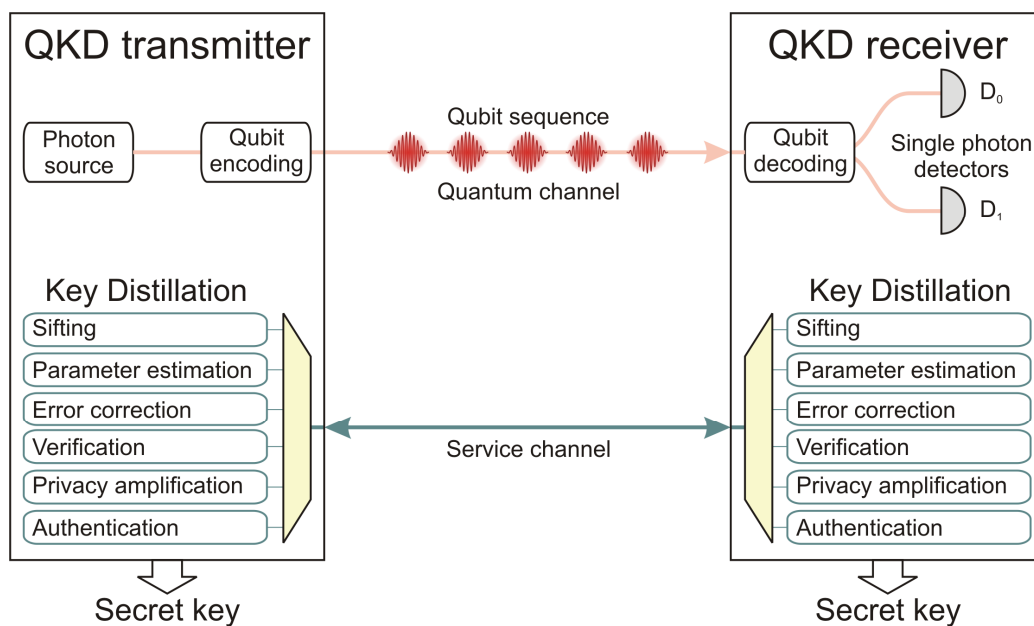 QKD transmitter
Photon
source
Qubit
encoding
Qubit sequence
Quantum channel
QKD receiver
Qubit
decoding
D0
Single photon
detectors
D1
Key Distillation
Sifting
Parameter estimation
Error correction
Verification
Privacy amplification
Authentication
Service channel
Key Distillation
Sifting
Parameter estimation
Error correction
Verification
Privacy amplification
Authentication
Secret key
Secret key